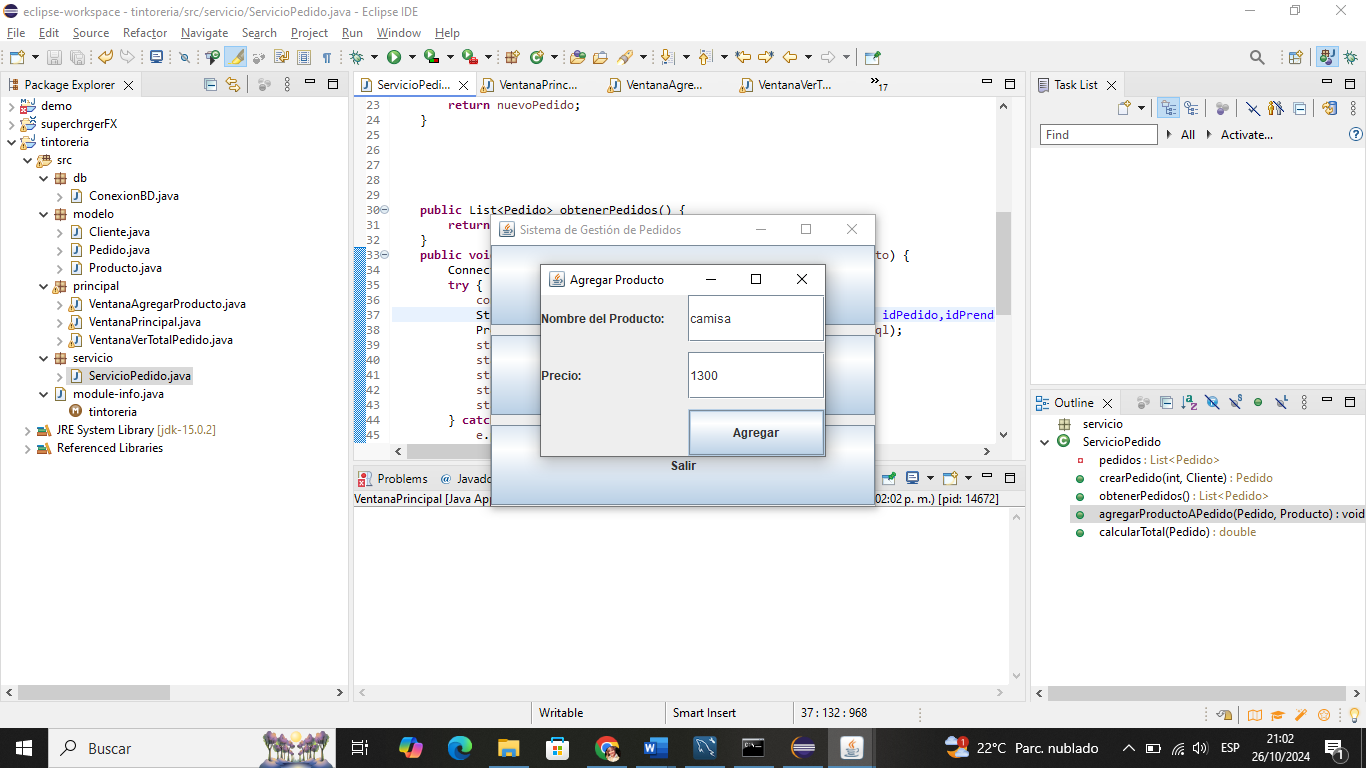 eclipse-workspace - tintoreria/src/servicio/ServicioPedido.java - Eclipse IDE
File Edit Source Refactor Navigate Search Project Run Window Help
Package Explorer
demo
superchrgerFX
tintoreria
src
db
ConexionBD.java
modelo
Cliente.java
Pedido.java
Producto.java
principal
VentanaAgregarProducto.java
VentanaPrincipal.java
VentanaVerTotalPedido.java
servicio
ServicioPedido.java
module-info.java
tintoreria
JRE System Library [jdk-15.0.2]
Referenced Libraries
ServicioPedi... VentanaPrinc... VentanaAgre... VentanaVerT... »17
23 return nuevoPedido;
24 }
25
26
27
28
29
30 public List<Pedido> obtenerPedidos() {
31 return
32 }
33 public voi to) {
34 Connec
35 try {
36 co
37 St idPedido,idPrend
38 Pr ql);
39 st
40 st
41 st
42 st
43 st
44 } catc
45 e.
Sistema de Gestión de Pedidos
Agregar Producto
Nombre del Producto: camisa
Precio: 1300
Agregar
Salir
Problems @ Javado
VentanaPrincipal [Java App 02:02 p. m.) [pid: 14672]
Task List
Find All Activate...
Outline
servicio
ServicioPedido
pedidos : List<Pedido>
crearPedido(int, Cliente) : Pedido
obtenerPedidos() : List<Pedido>
agregarProductoAPedido(Pedido, Producto) : void
calcularTotal(Pedido) : double
Writable Smart Insert 37 : 132 : 968
Buscar
22°C Parc. nublado ESP 21:02
26/10/2024 1